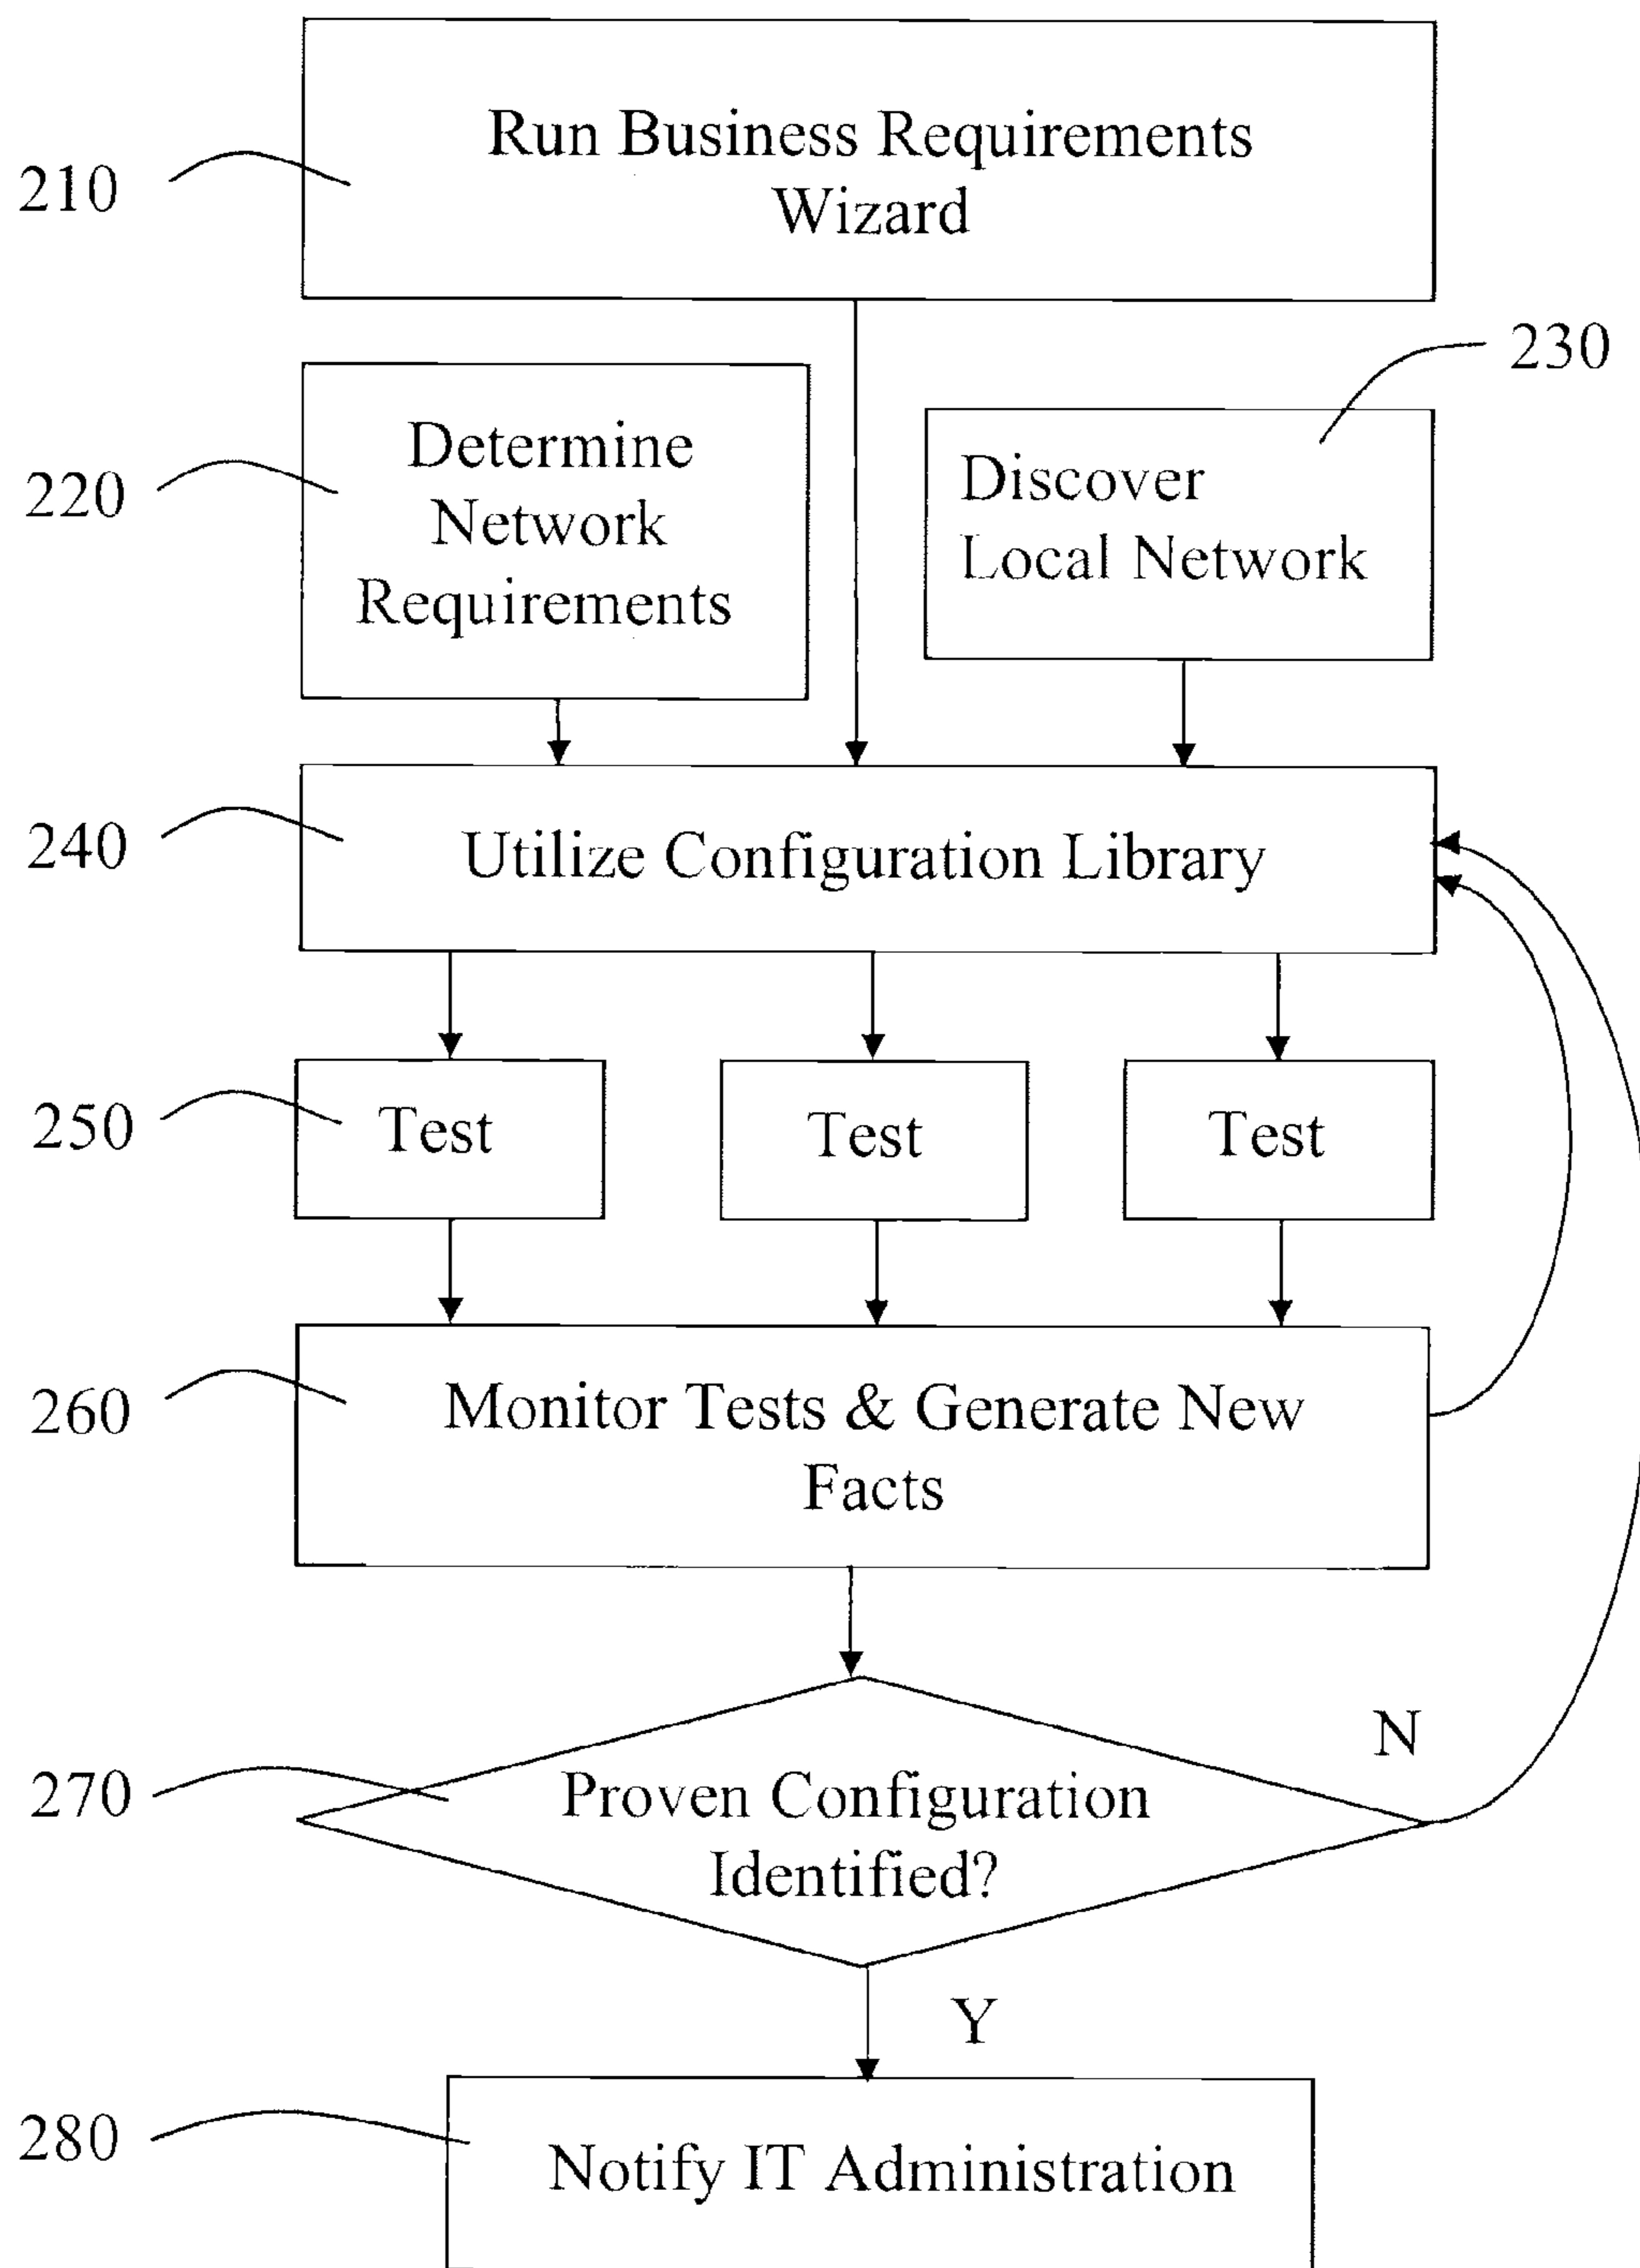 Run Business Requirements
Wizard
210
230
Determine
Network
Requirements
220
Discover
Local Network
240
Utilize Configuration Library
250
Test
Test
Test
260
Monitor Tests & Generate New
Facts
N
270
Proven Configuration
Identified?
Y
280
Notify IT Administration